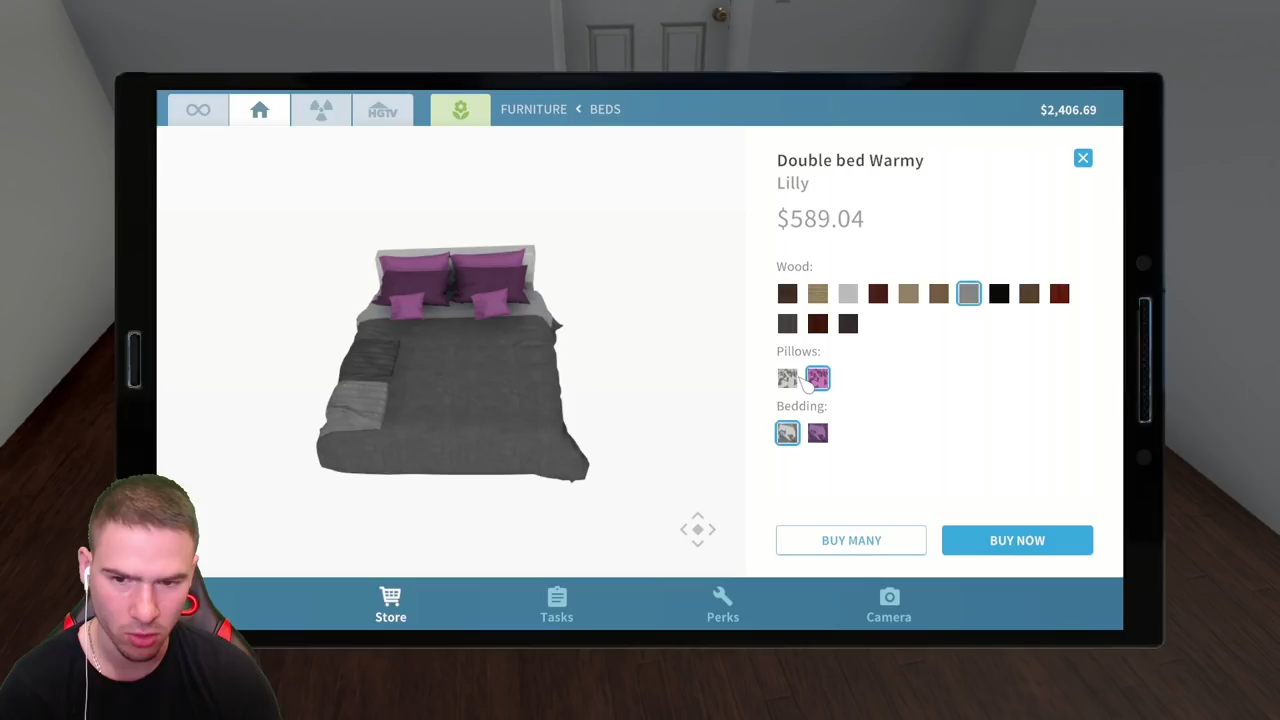 HGTV
FURNITURE < BEDS
$2,406.69
Double bed Warmy
Lilly
$589.04
Wood:
Pillows:
Bedding:
BUY MANY
BUY NOW
Store
Tasks
Perks
Camera